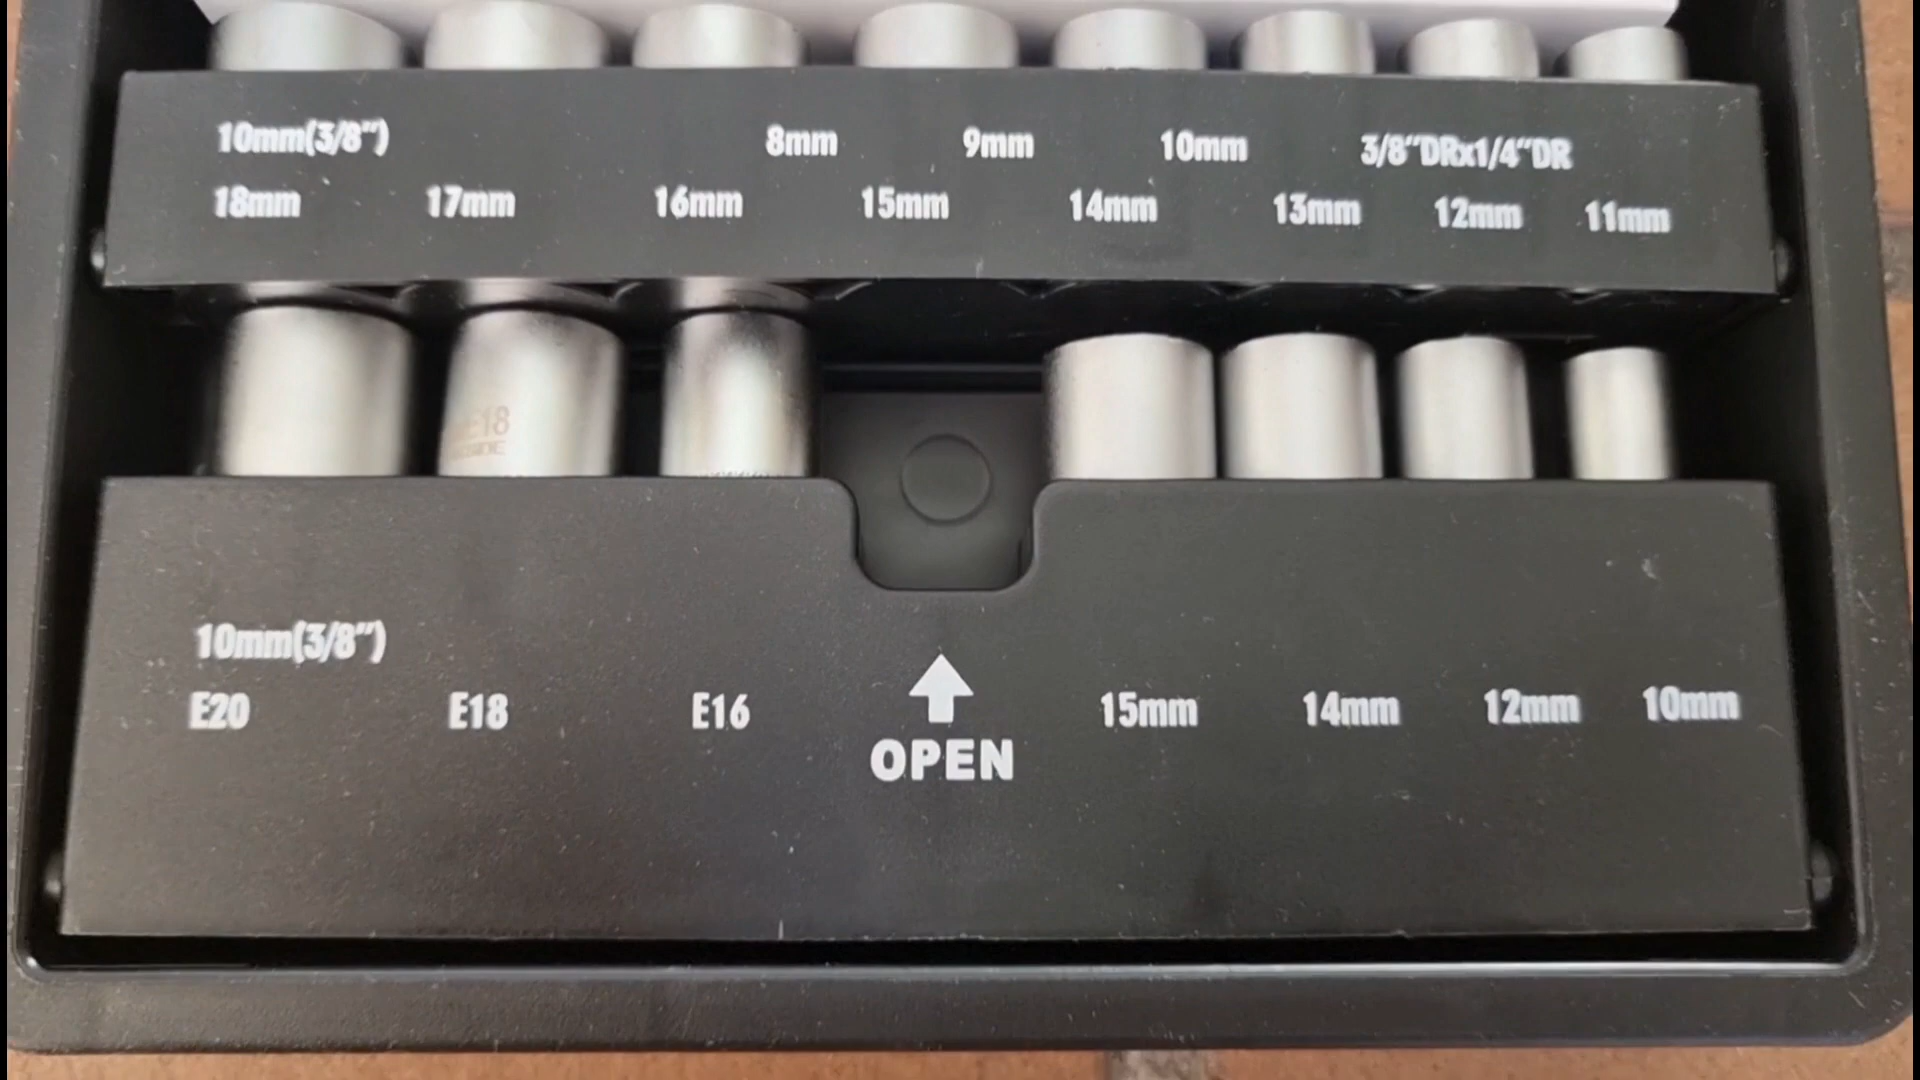 10mm(3/8") 8mm 9mm 10mm 3/8"DRx1/4"DR
18mm 17mm 16mm 15mm 14mm 13mm 12mm 11mm
E18
10mm(3/8")
E20 E18 E16 15mm 14mm 12mm 10mm
OPEN